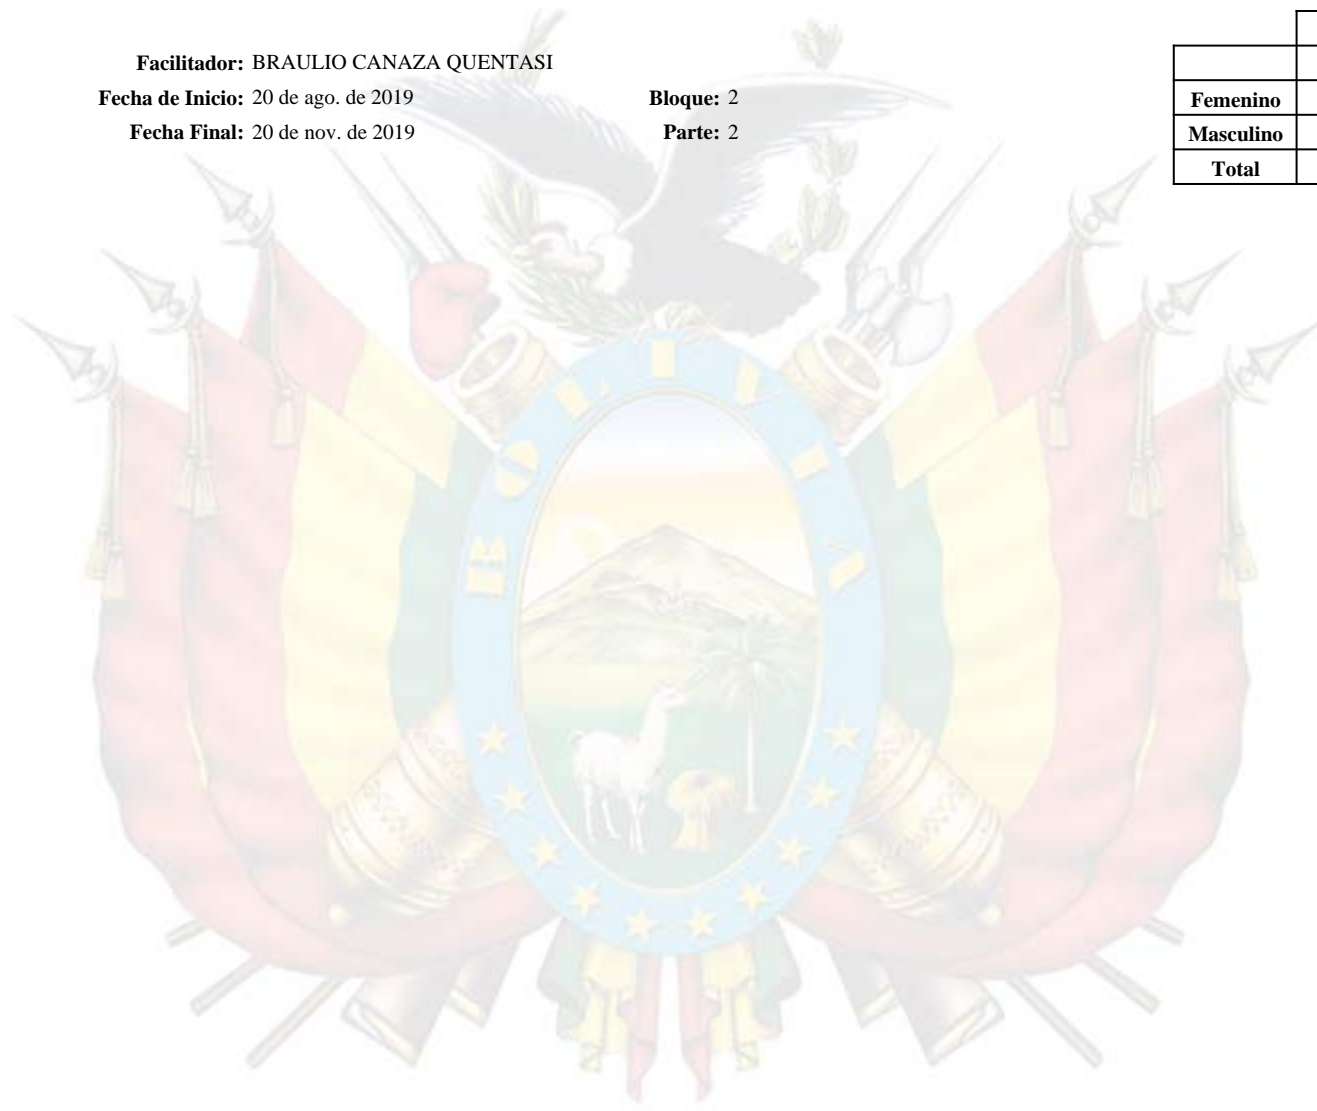 Facilitador: BRAULIO CANAZA QUENTASI
Fecha de Inicio: 20 de ago. de 2019 Bloque: 2
Fecha Final: 20 de nov. de 2019 Parte: 2
Femenino
Masculino
Total
BOLIVIA